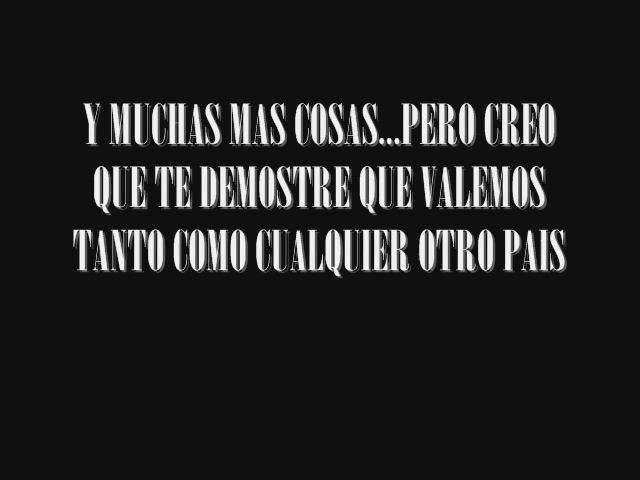 Y MUCHAS MAS COSAS...PERO CREO
QUE TE DEMOSTRE QUE VALEMOS
TANTO COMO CUALQUIER OTRO PAIS